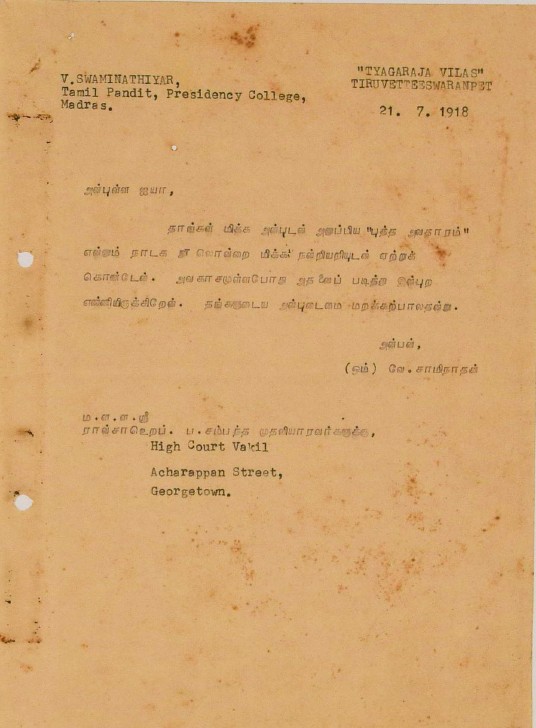 V.SWAMINATHIYAR,
Tamil Pandit, Presidency College,
Madras.
"TYAGARAJA VILAS"
TIRUVETTEESWARANPET
21. 7. 1918
அன்புள்ள ஐயா,
தாங்கள் மிக்க அன்புடன் அனுப்பிய "புத்த அவதாரம்"
என்னும் நாடக நூலொன்றை மிக்க நன்றியறிவுடன் ஏற்றுக்
கொண்டேன். அவகாசமுள்ளபோது அதனைப் படித்து இன்புற
எண்ணியிருக்கிறேன். தங்களுடைய அன்புடைமை மறக்கற்பாலதன்று.
அன்பன்,
(ஒம்) வே.சாமிநாதன்
ம.ள.ள.ஸ்ரீ
ராவ்சாஹெப். ப.சம்பந்த முதலியாரவர்களுக்கு,
High Court Vakil
Acharappan Street,
Georgetown.